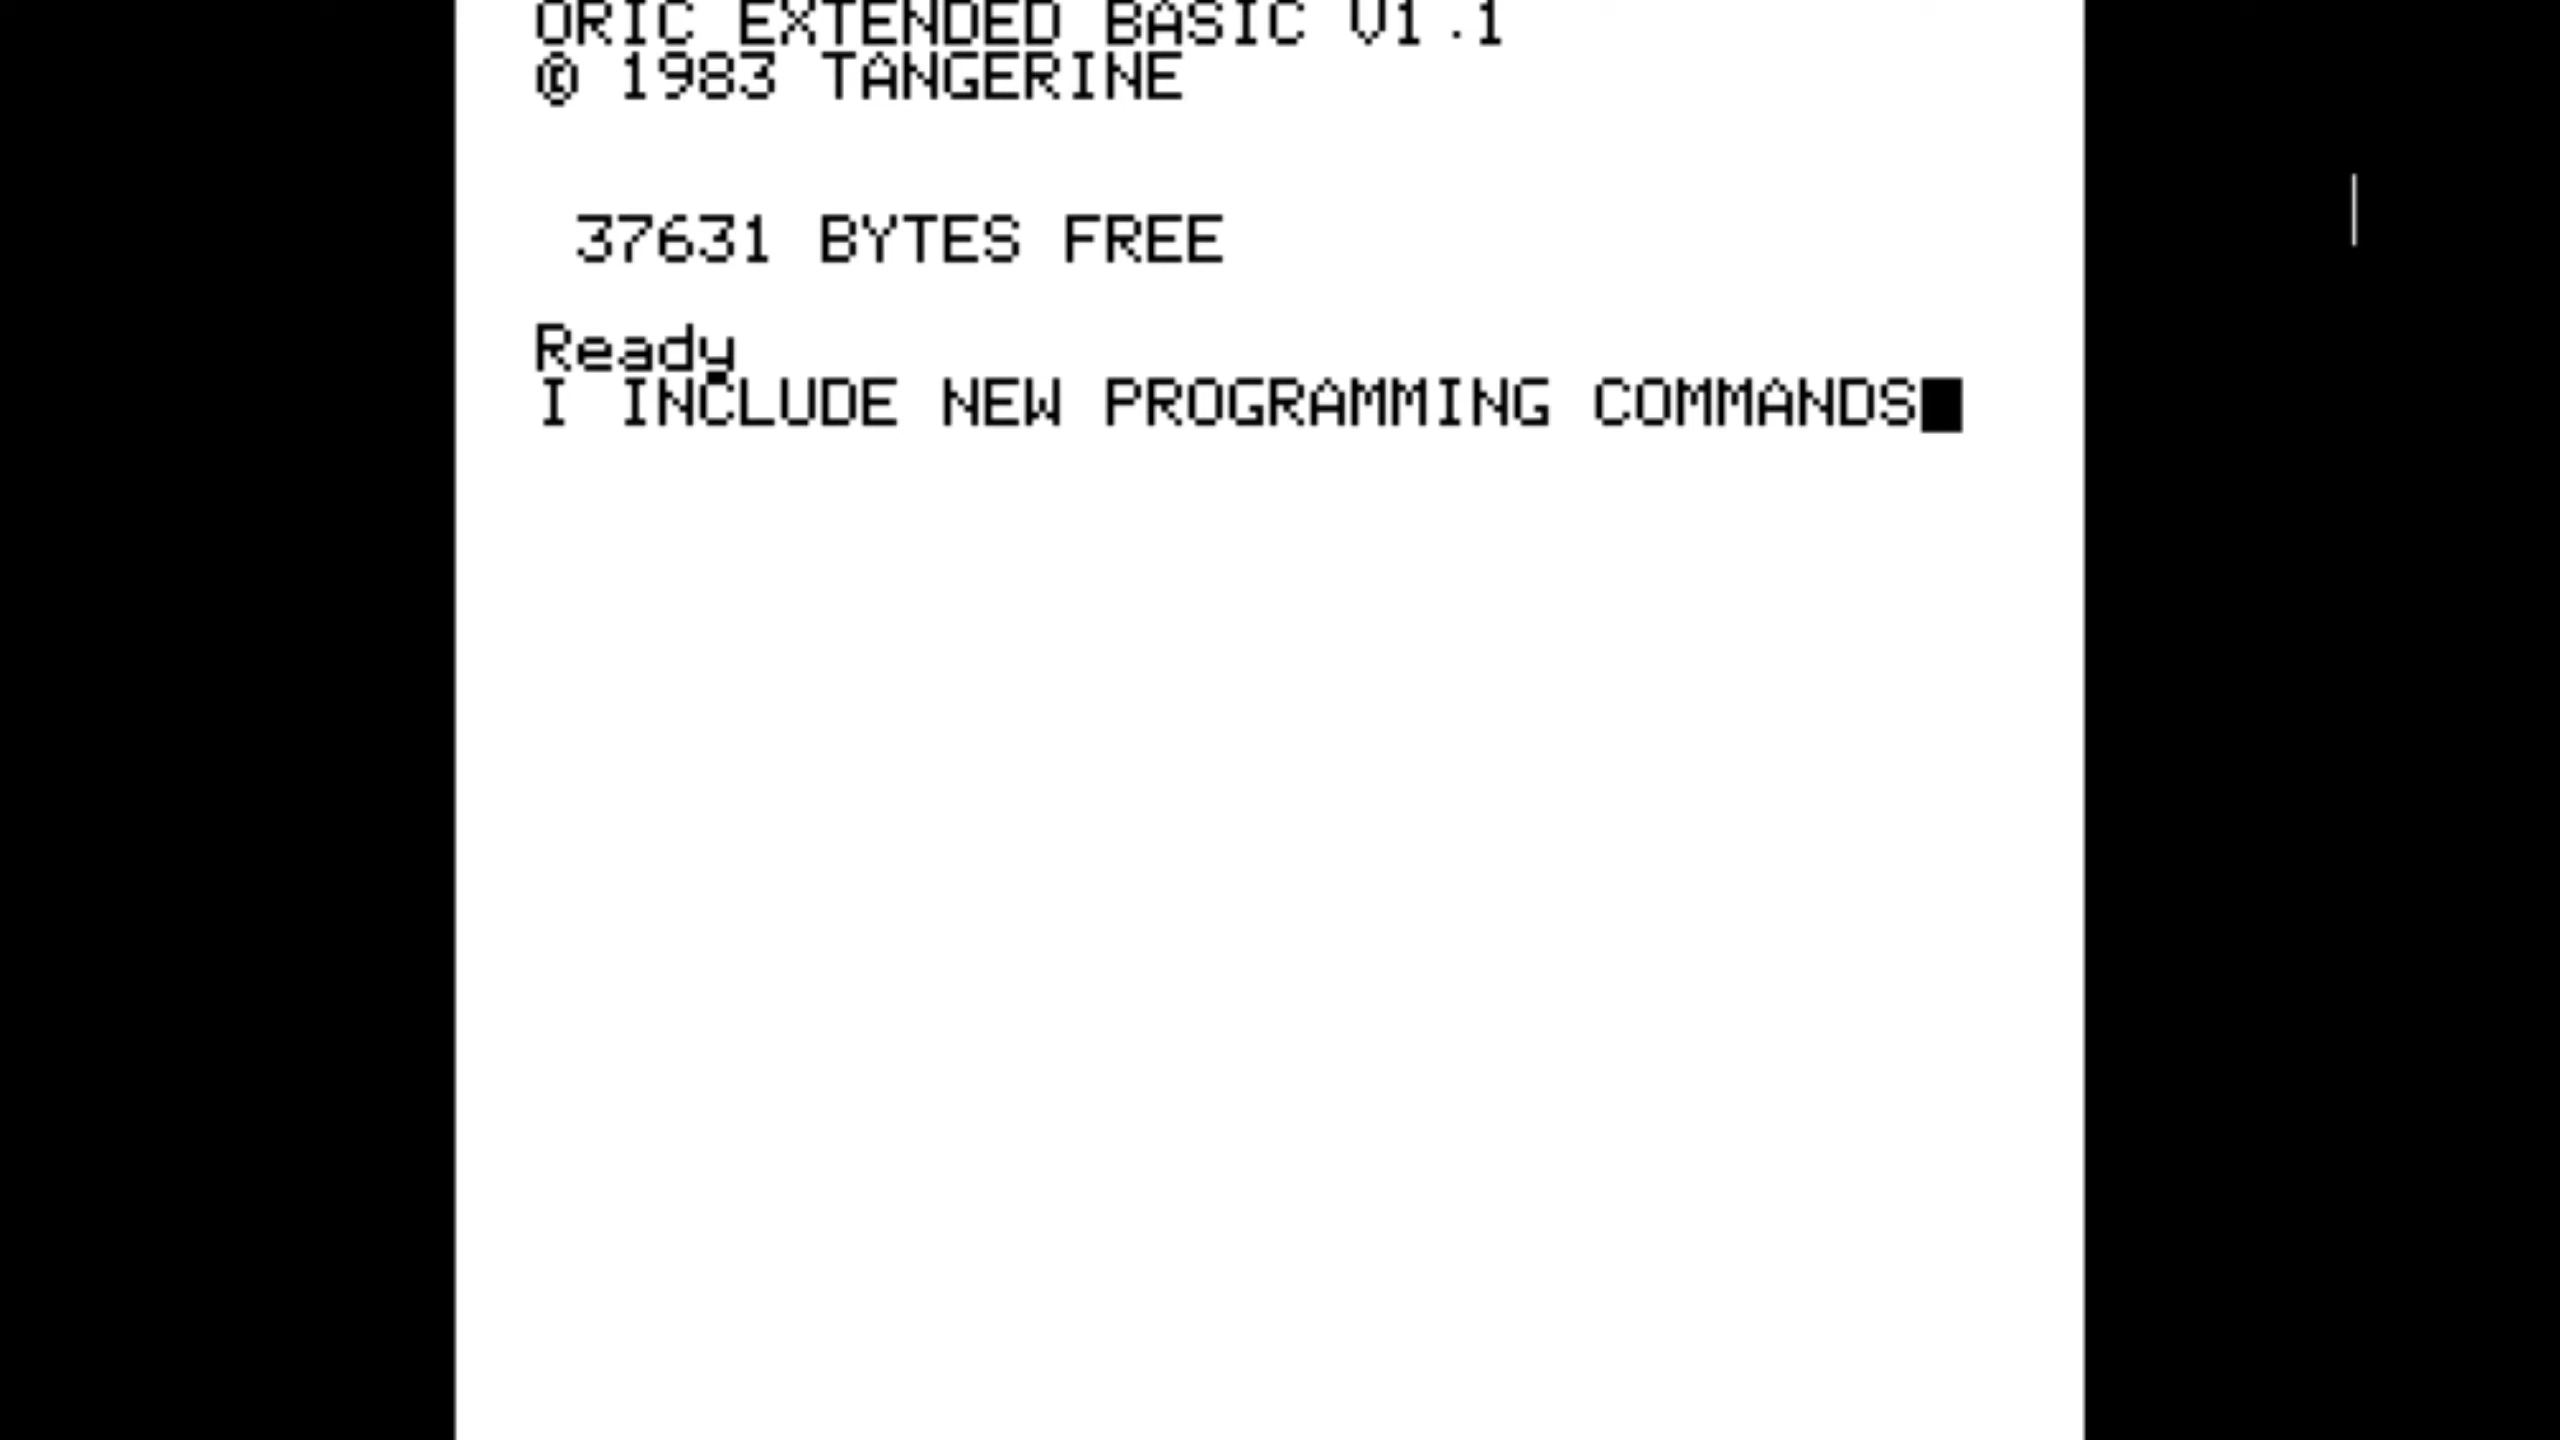 ORIC EXTENDED BASIC V1.1
© 1983 TANGERINE
37631 BYTES FREE
Ready
I INCLUDE NEW PROGRAMMING COMMANDS